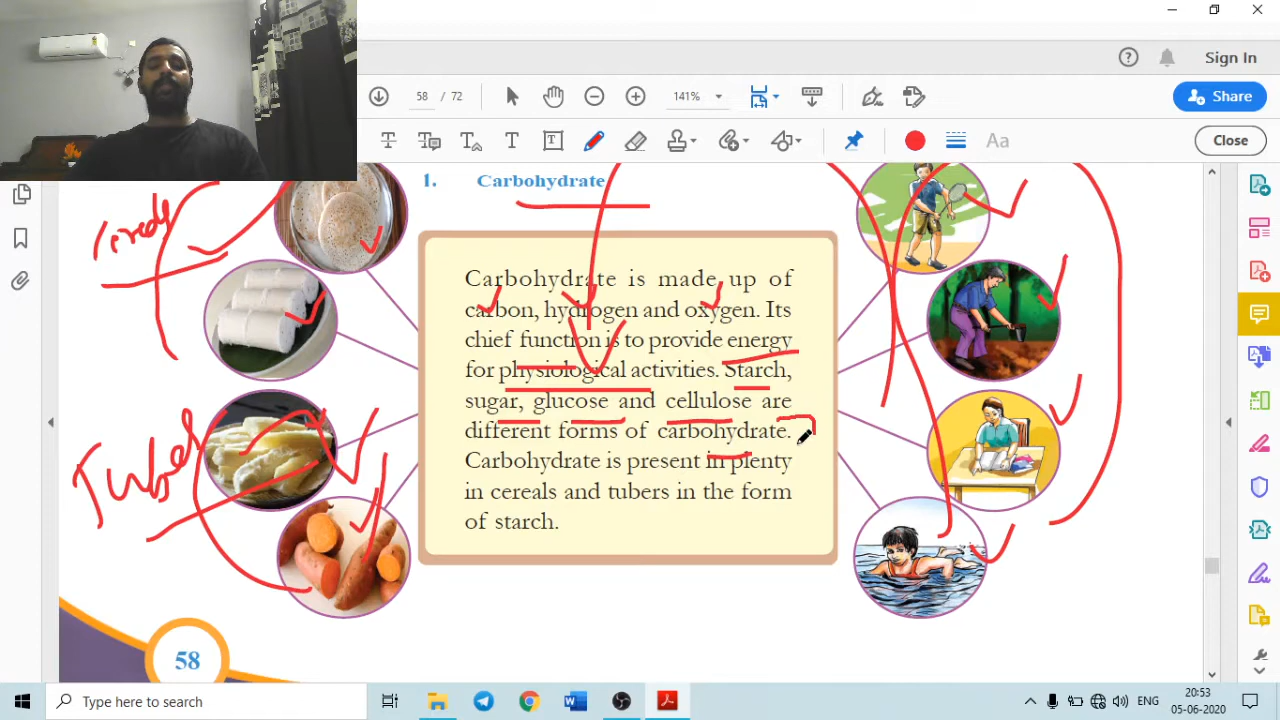 Sign In
58 / 72
141%
Share
Aa
Close
1. Carbohydrate
Carbohydrate is made up of
carbon, hydrogen and oxygen. Its
chief function is to provide energy
for physiological activities. Starch,
sugar, glucose and cellulose are
different forms of carbohydrate.
Carbohydrate is present in plenty
in cereals and tubers in the form
of starch.
Tuber
58
Type here to search
ENG
20:53
05-06-2020